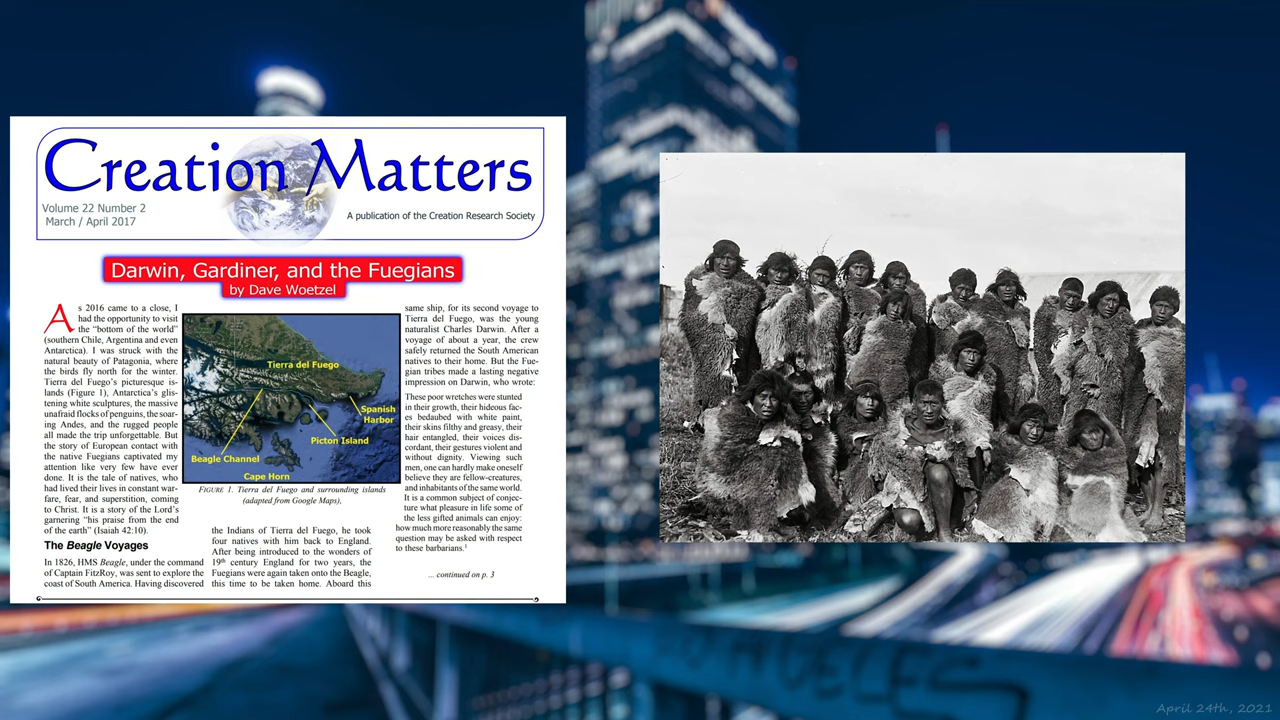 Creation Matters
Volume 22 Number 2
March / April 2017
A publication of the Creation Research Society
Darwin, Gardiner, and the Fuegians
by Dave Woetzel
As 2016 came to a close, I
had the opportunity to visit
the “bottom of the world”
(southern Chile, Argentina and even
Antarctica). I was struck with the
natural beauty of Patagonia, where
the birds fly north for the winter.
Tierra del Fuego’s picturesque is-
lands (Figure 1), Antarctica’s glis-
tening white sculptures, the massive
unafraid flocks of penguins, the soar-
ing Andes, and the rugged people
all made the trip unforgettable. But
the story of European contact with
the native Fuegians captivated my
attention like very few have ever
done. It is the tale of natives, who
had lived their lives in constant war-
fare, fear, and superstition, coming
to Christ. It is a story of the Lord’s
garnering “his praise from the end
of the earth” (Isaiah 42:10).
The Beagle Voyages
In 1826, HMS Beagle, under the command
of Captain FitzRoy, was sent to explore the
coast of South America. Having discovered
Tierra del Fuego
Spanish
Harbor
Picton Island
Beagle Channel
Cape Horn
FIGURE 1. Tierra del Fuego and surrounding islands
(adapted from Google Maps),
the Indians of Tierra del Fuego, he took
four natives with him back to England.
After being introduced to the wonders of
19th century England for two years, the
Fuegians were again taken onto the Beagle,
this time to be taken home. Aboard this
same ship, for its second voyage to
Tierra del Fuego, was the young
naturalist Charles Darwin. After a
voyage of about a year, the crew
safely returned the South American
natives to their home. But the Fue-
gian tribes made a lasting negative
impression on Darwin, who wrote:
These poor wretches were stunted
in their growth, their hideous fac-
es bedaubed with white paint,
their skins filthy and greasy, their
hair entangled, their voices dis-
cordant, their gestures violent and
without dignity. Viewing such
men, one can hardly make oneself
believe they are fellow-creatures,
and inhabitants of the same world.
It is a common subject of conjec-
ture what pleasure in life some of
the less gifted animals can enjoy:
how much more reasonably the same
question may be asked with respect
to these barbarians.1
... continued on p. 3
April 24th, 2021